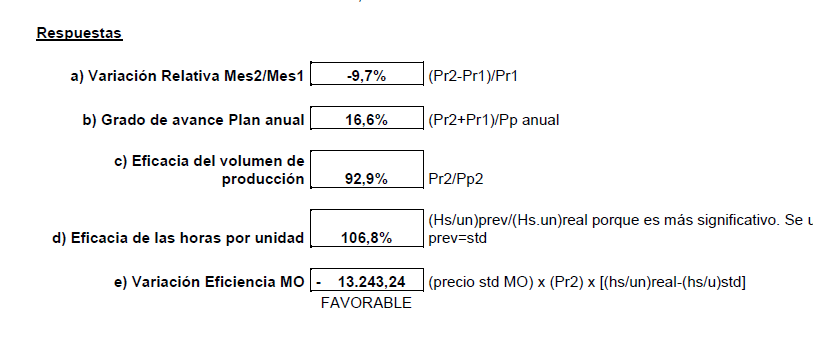 Respuestas
a) Variación Relativa Mes2/Mes1 -9,7% (Pr2-Pr1)/Pr1
b) Grado de avance Plan anual 16,6% (Pr2+Pr1)/Pp anual
c) Eficacia del volumen de
producción 92,9% Pr2/Pp2
(Hs/un)prev/(Hs.un)real porque es más significativo. Se
d) Eficacia de las horas por unidad 106,8% prev=std
e) Variación Eficiencia MO - 13.243,24 (precio std MO) x (Pr2) x [(hs/un)real-(hs/u)std]
FAVORABLE